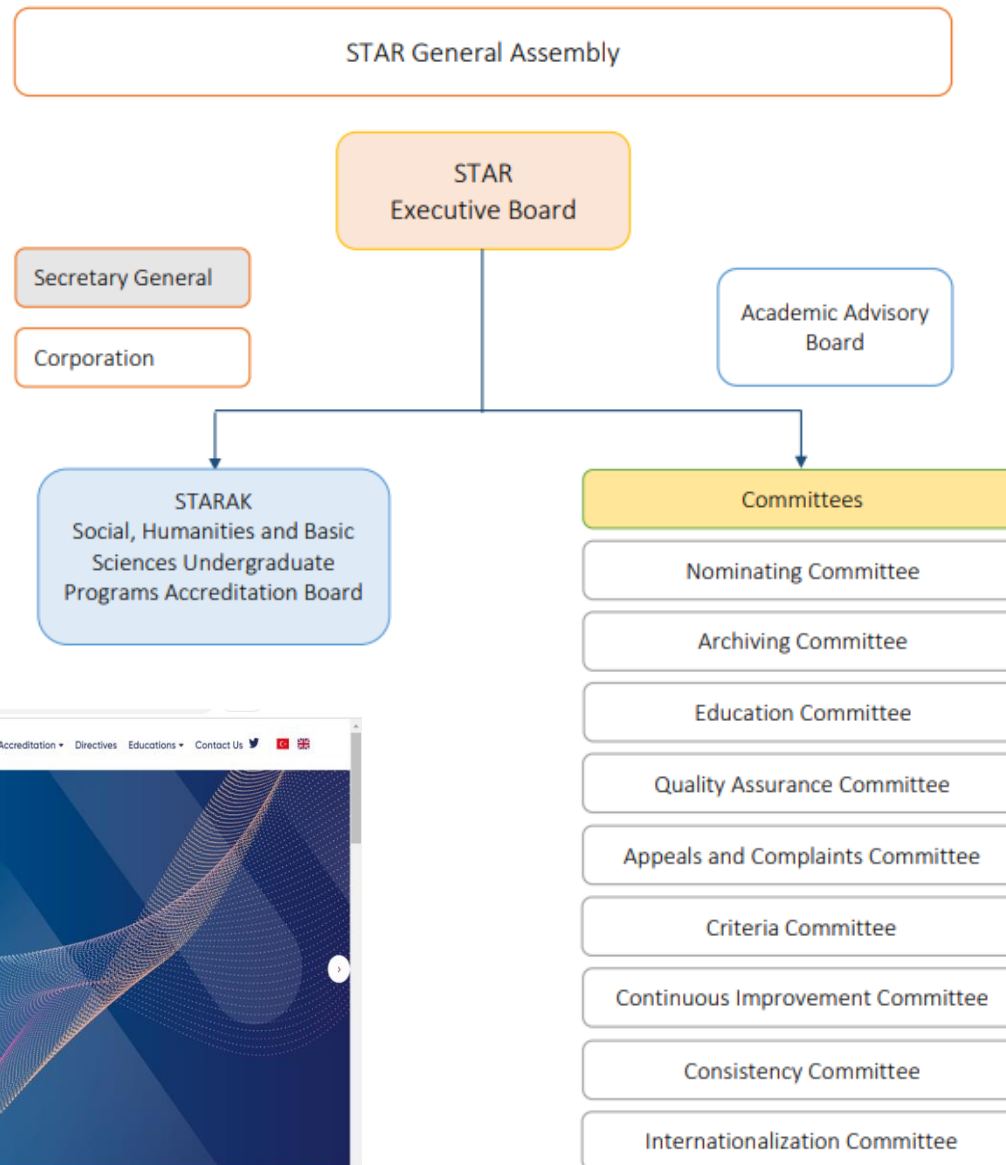 STAR General Assembly
STAR
Executive Board
Secretary General
Corporation
Academic Advisory
Board
STARAK
Social, Humanities and Basic
Sciences Undergraduate
Programs Accreditation Board
Committees
Nominating Committee
Archiving Committee
Education Committee
Quality Assurance Committee
Appeals and Complaints Committee
Criteria Committee
Continuous Improvement Committee
Consistency Committee
Internationalization Committee
Accreditation Directives Educations Contact Us